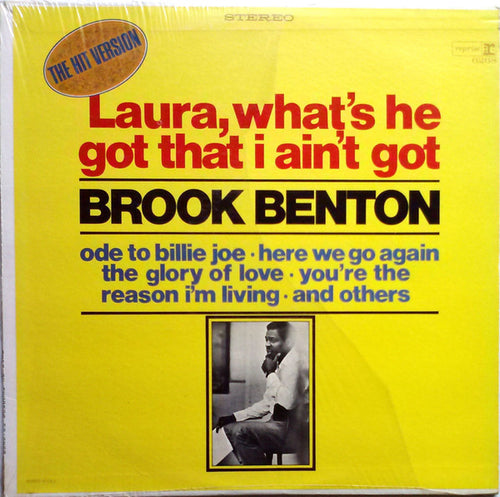 STEREO
THE HIT VERSION
reprise
Laura, what's he
got that i ain't got
BROOK BENTON
ode to billie joe · here we go again
the glory of love · you're the
reason i'm living · and others